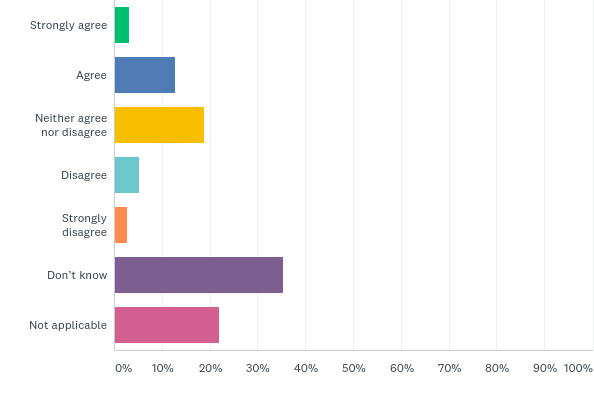 Strongly agree
Agree
Neither agree
nor disagree
Disagree
Strongly
disagree
Don't know
Not applicable
0% 10% 20% 30% 40% 50% 60% 70% 80% 90% 100%